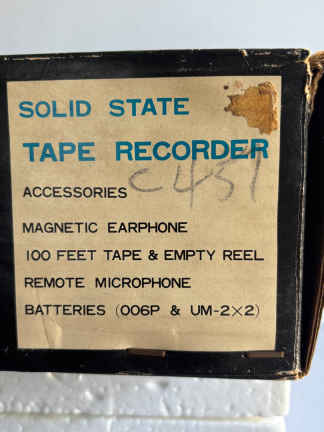 SOLID STATE
TAPE RECORDER
C451
ACCESSORIES
MAGNETIC EARPHONE
100 FEET TAPE & EMPTY REEL
REMOTE MICROPHONE
BATTERIES (006P & UM-2×2)